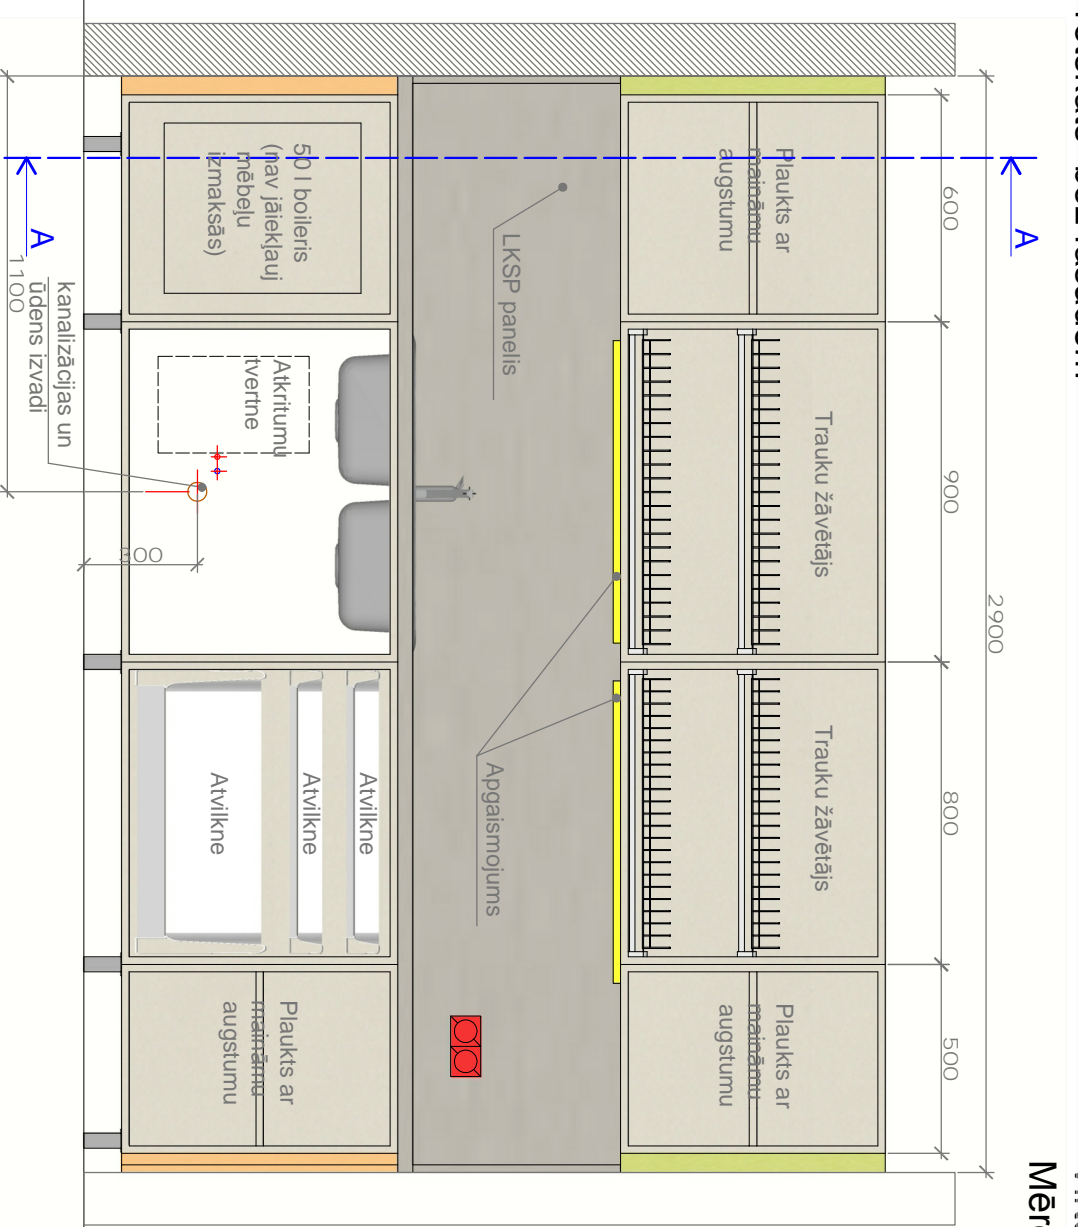 bez fasādēm
Mēr
2900
600
900
800
500
A
A
Plaukts ar
maināmu
augstumu
Trauku žāvētājs
Trauku žāvētājs
Plaukts ar
maināmu
augstumu
LKSP panelis
Apgaismojums
50 l boileris
(nav jāiekļauj
mēbeļu
izmaksās)
Atkritumu
tvertne
Atvilkne
Atvilkne
Atvilkne
Plaukts ar
maināmu
augstumu
300
kanalizācijas un
ūdens izvadi
1100